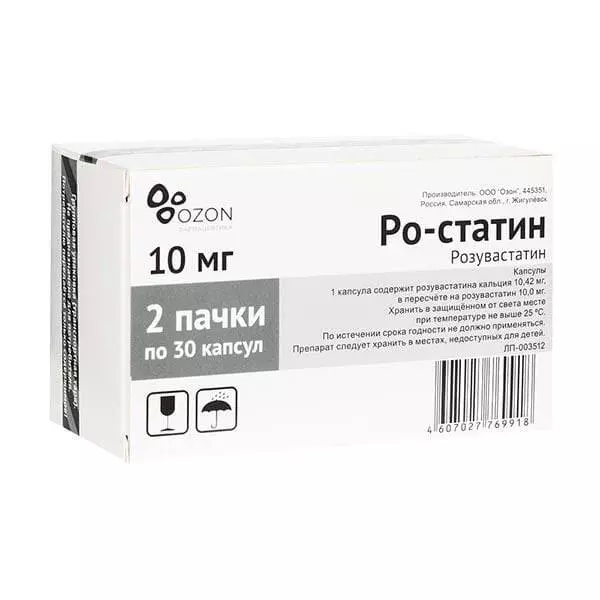 OZON
ФАРМАЦЕВТИКА
10 мг
2 пачки
по 30 капсул
Производитель: ООО "Озон", 445351,
Россия, Самарская обл., г. Жигулёвск
Ро-статин
Розувастатин
Капсулы
1 капсула содержит розувастатина кальция 10,42 мг,
в пересчёте на розувастатин 10,0 мг.
Хранить в защищённом от света месте
при температуре не выше 25 °С.
По истечении срока годности не должно применяться.
Препарат следует хранить в местах, недоступных для детей.
ЛП-003512
4 607027 769918